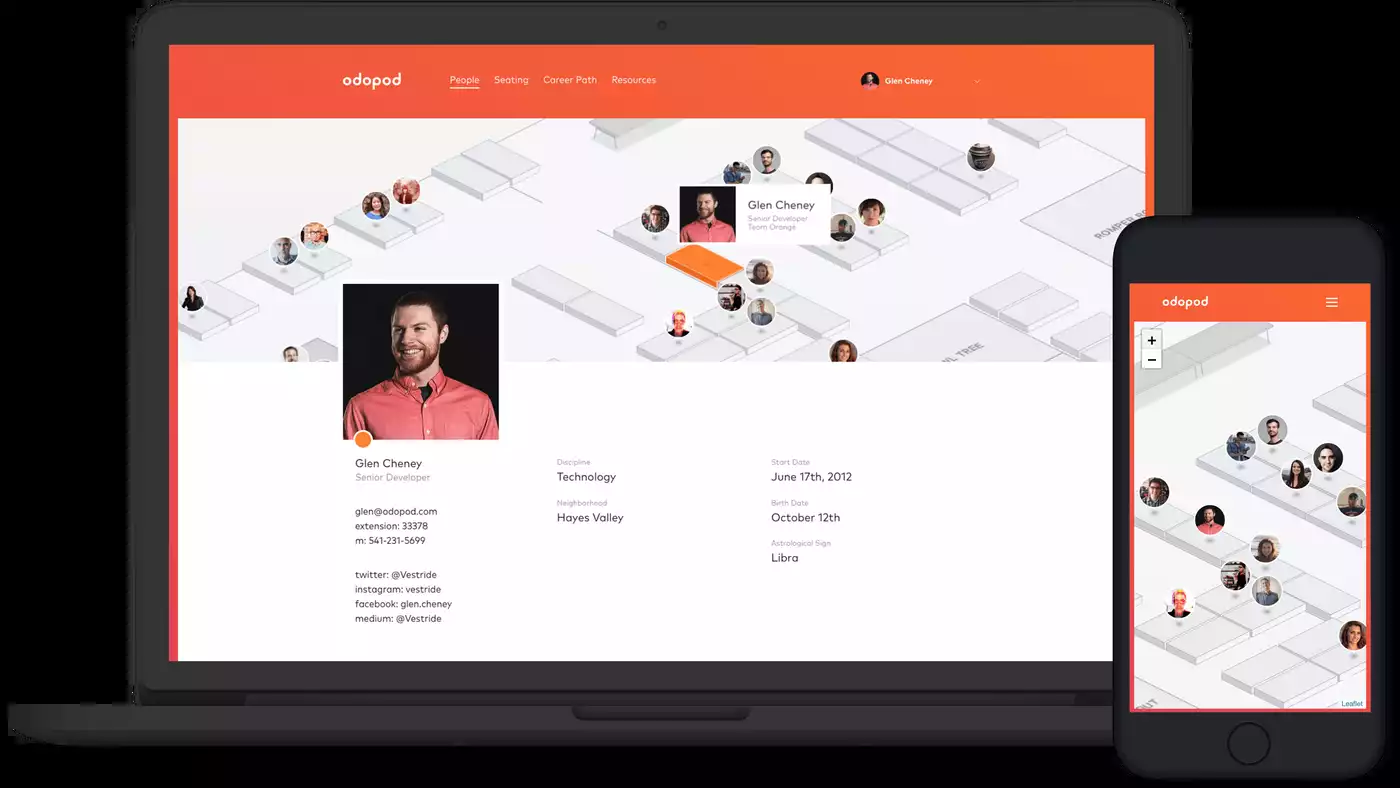 odopod
People Seating Career Path Resources
Glen Cheney
Glen Cheney
Senior Developer
Team Orange
ROMPER
TREE
Glen Cheney
Senior Developer
glen@odopod.com
extension: 33378
m: 541-231-5699
twitter: @Vestride
instagram: vestride
facebook: glen.cheney
medium: @Vestride
Discipline
Technology
Neighborhood
Hayes Valley
Start Date
June 17th, 2012
Birth Date
October 12th
Astrological Sign
Libra
odopod
+
−
Leaflet